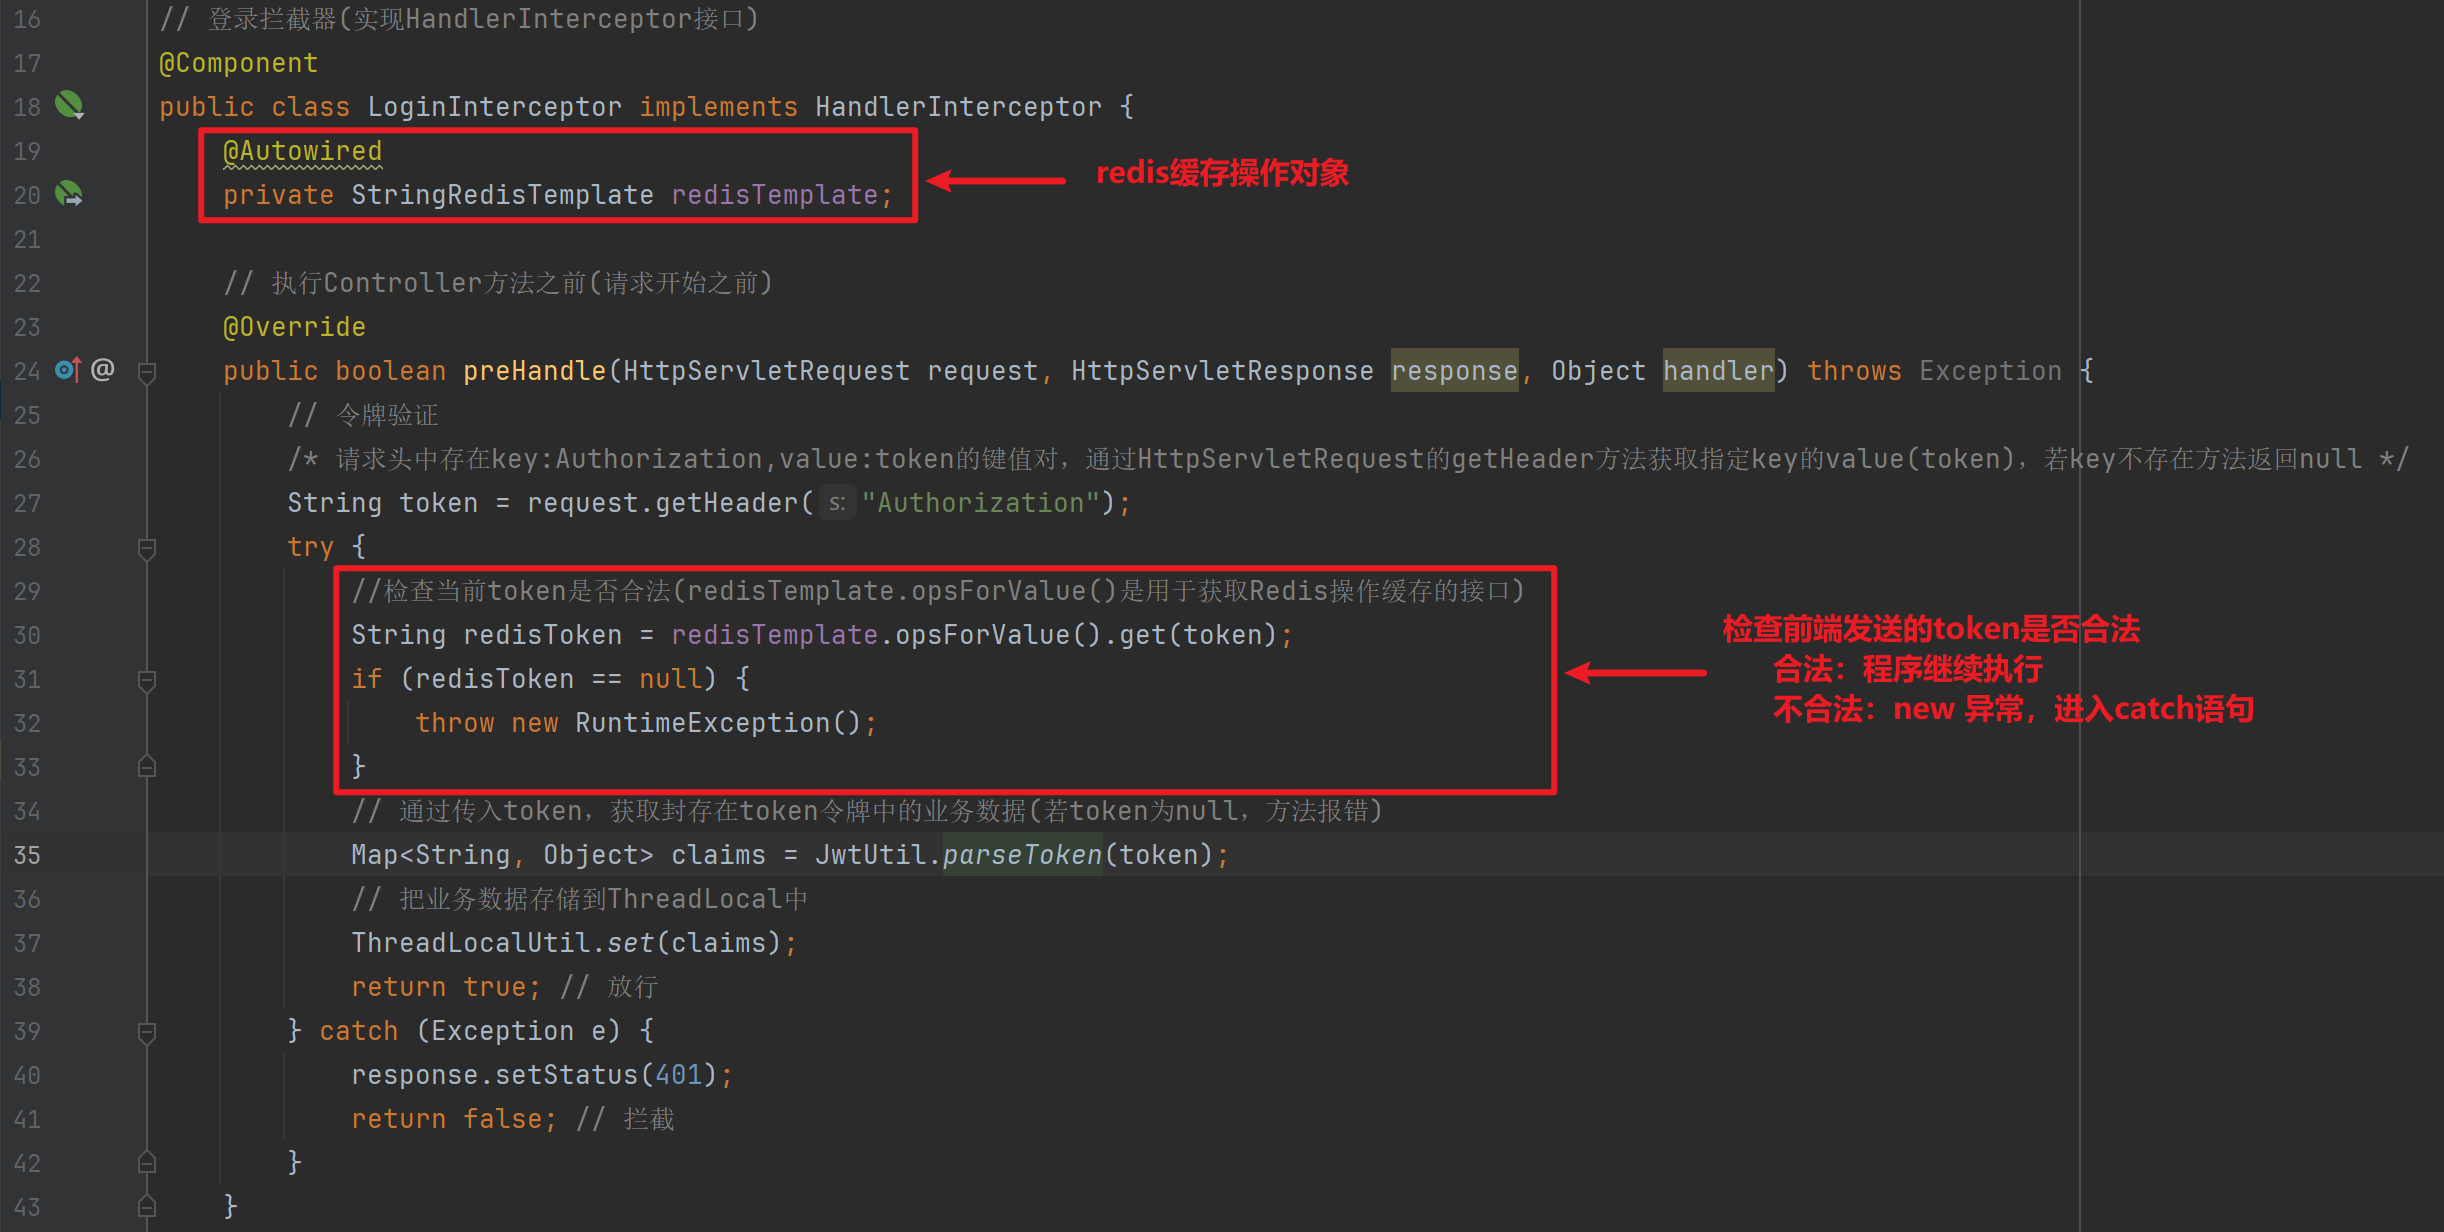 16 // 登录拦截器(实现HandlerInterceptor接口)
17 @Component
18 public class LoginInterceptor implements HandlerInterceptor {
19 @Autowired
redis缓存操作对象
20 private StringRedisTemplate redisTemplate;
21
22 // 执行Controller方法之前(请求开始之前)
23 @Override
24 @ public boolean preHandle(HttpServletRequest request, HttpServletResponse response, Object handler) throws Exception {
25 // 令牌验证
26 /* 请求头中存在key:Authorization,value:token的键值对，通过HttpServletRequest的getHeader方法获取指定key的value(token)，若key不存在方法返回null */
27 String token = request.getHeader( s: "Authorization");
28 try {
29 //检查当前token是否合法(redisTemplate.opsForValue()是用于获取Redis操作缓存的接口)
30 String redisToken = redisTemplate.opsForValue().get(token);
检查前端发送的token是否合法
31 if (redisToken == null) {
合法：程序继续执行
32 throw new RuntimeException();
不合法：new 异常，进入catch语句
33 }
34 // 通过传入token，获取封存在token令牌中的业务数据(若token为null，方法报错)
35 Map<String, Object> claims = JwtUtil.parseToken(token);
36 // 把业务数据存储到ThreadLocal中
37 ThreadLocalUtil.set(claims);
38 return true; // 放行
39 } catch (Exception e) {
40 response.setStatus(401);
41 return false; // 拦截
42 }
43 }